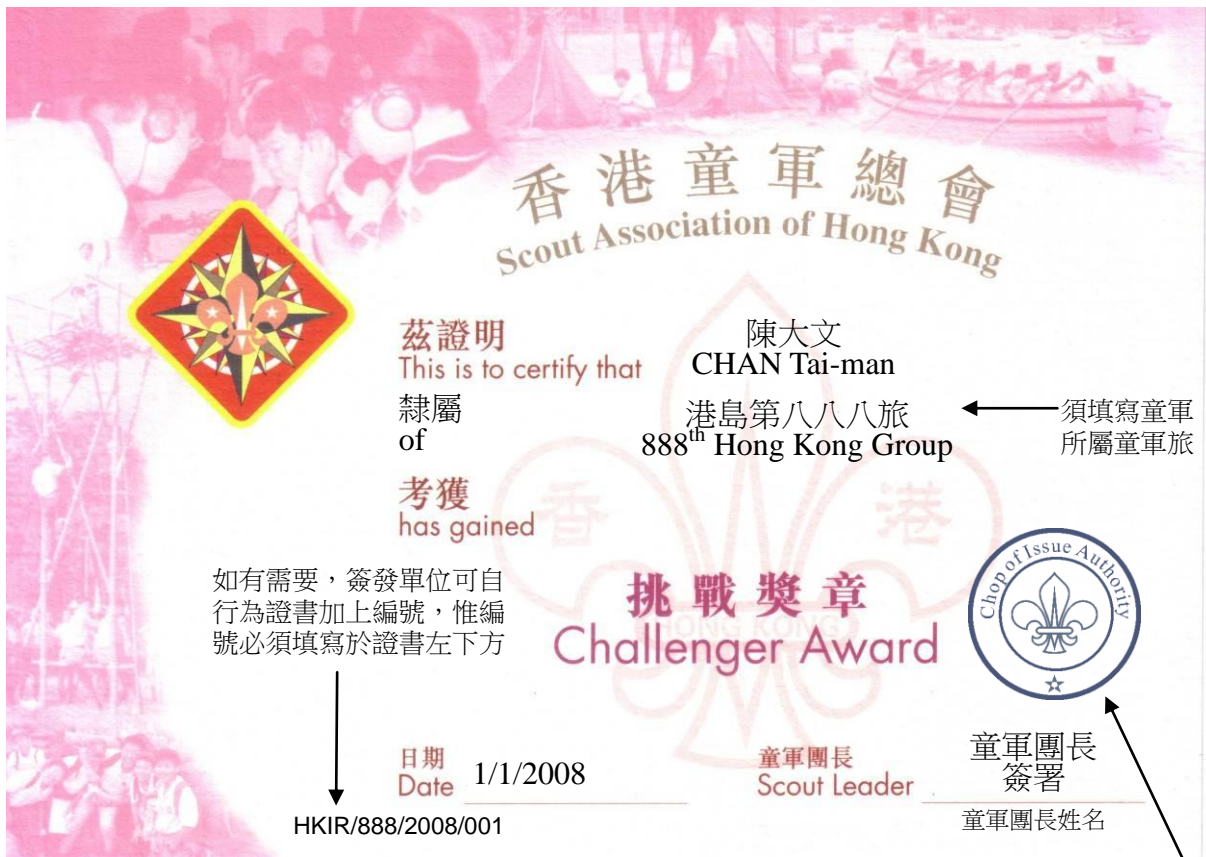 香港童軍總會
Scout Association of Hong Kong
茲證明
This is to certify that
陳大文
CHAN Tai-man
隸屬
of
港島第八八八旅
888th Hong Kong Group
須填寫童軍
所屬童軍旅
考獲
has gained
香 港
HONG KONG
如有需要，簽發單位可自
行為證書加上編號，惟編
號必須填寫於證書左下方
挑戰獎章
Challenger Award
Chop of Issue Authority
日期
Date 1/1/2008
童軍團長
Scout Leader
童軍團長
簽署
童軍團長姓名
HKIR/888/2008/001